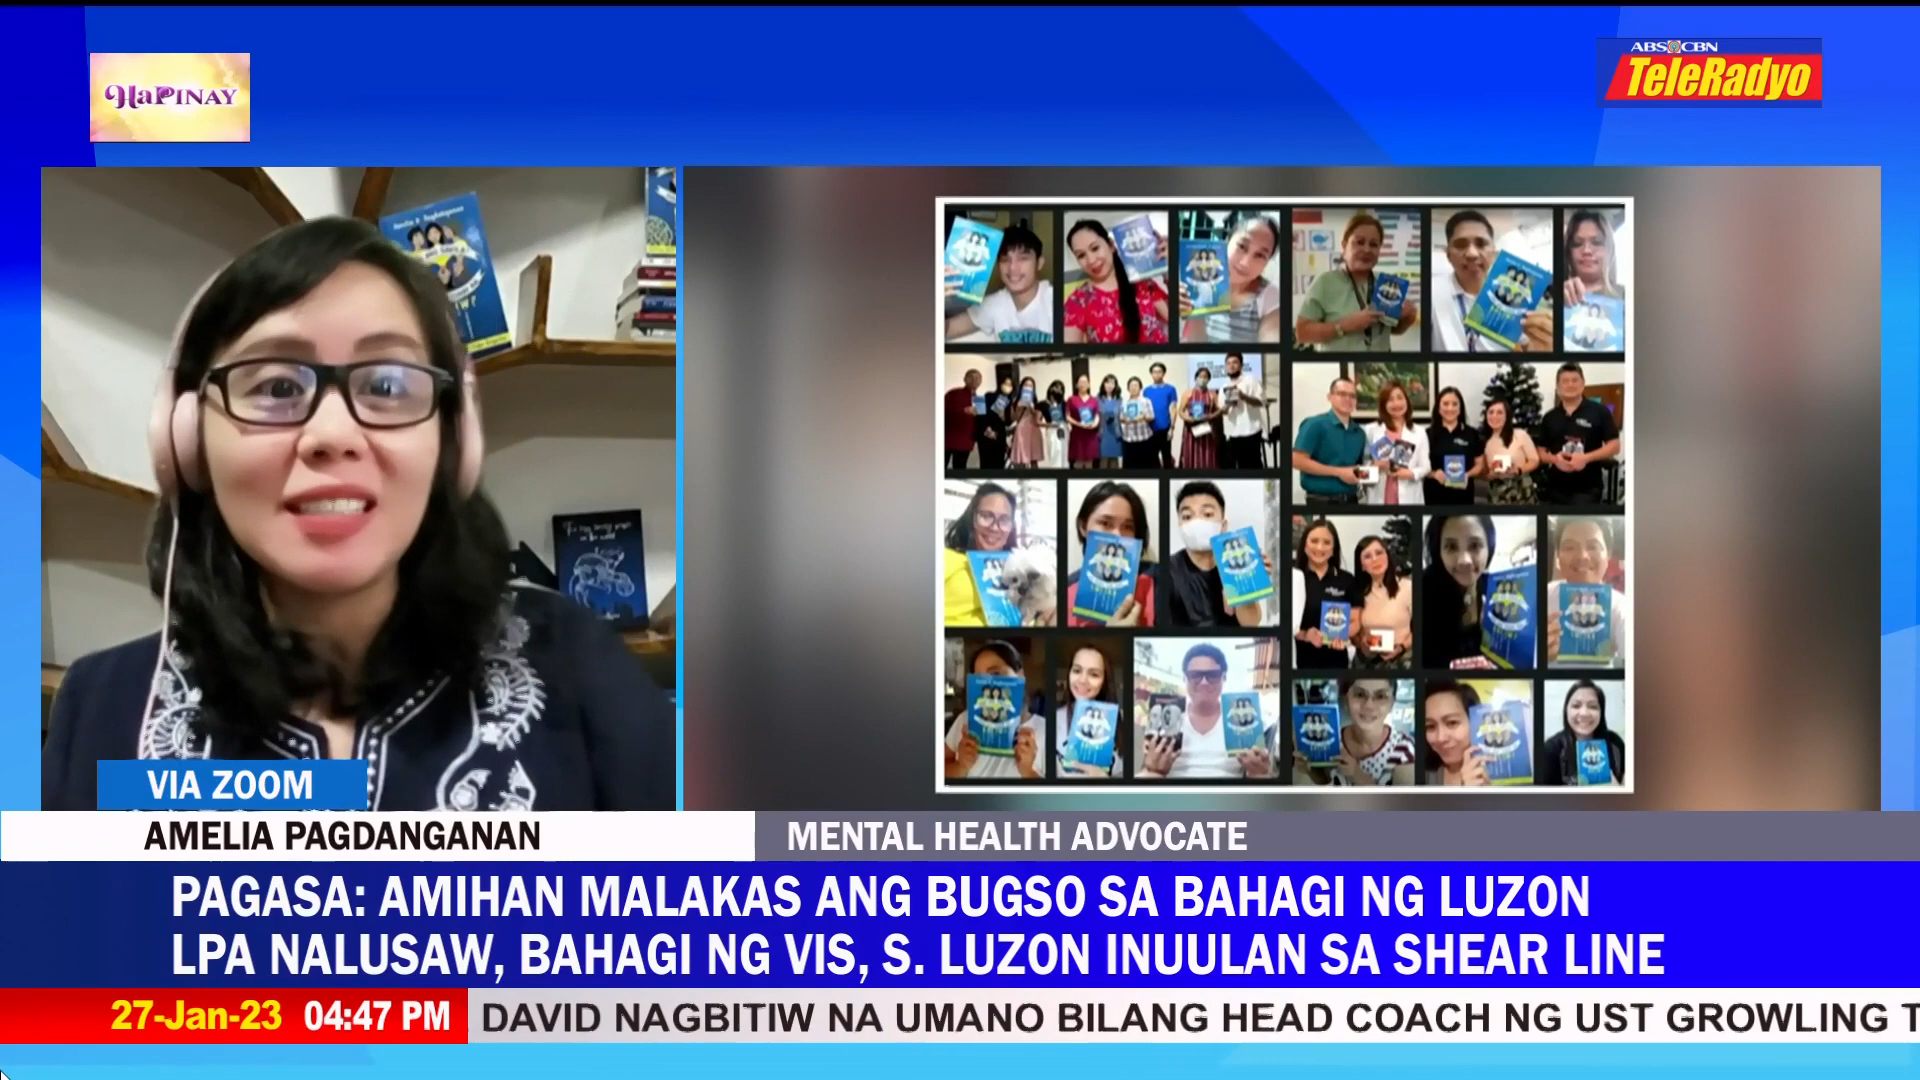 HaPINAY
ABS CBN
TeleRadyo
VIA ZOOM
AMELIA PAGDANGANAN
MENTAL HEALTH ADVOCATE
PAGASA: AMIHAN MALAKAS ANG BUGSO SA BAHAGI NG LUZON
LPA NALUSAW, BAHAGI NG VIS, S. LUZON INUULAN SA SHEAR LINE
27-Jan-23 04:47 PM
DAVID NAGBITIW NA UMANO BILANG HEAD COACH NG UST GROWLING T